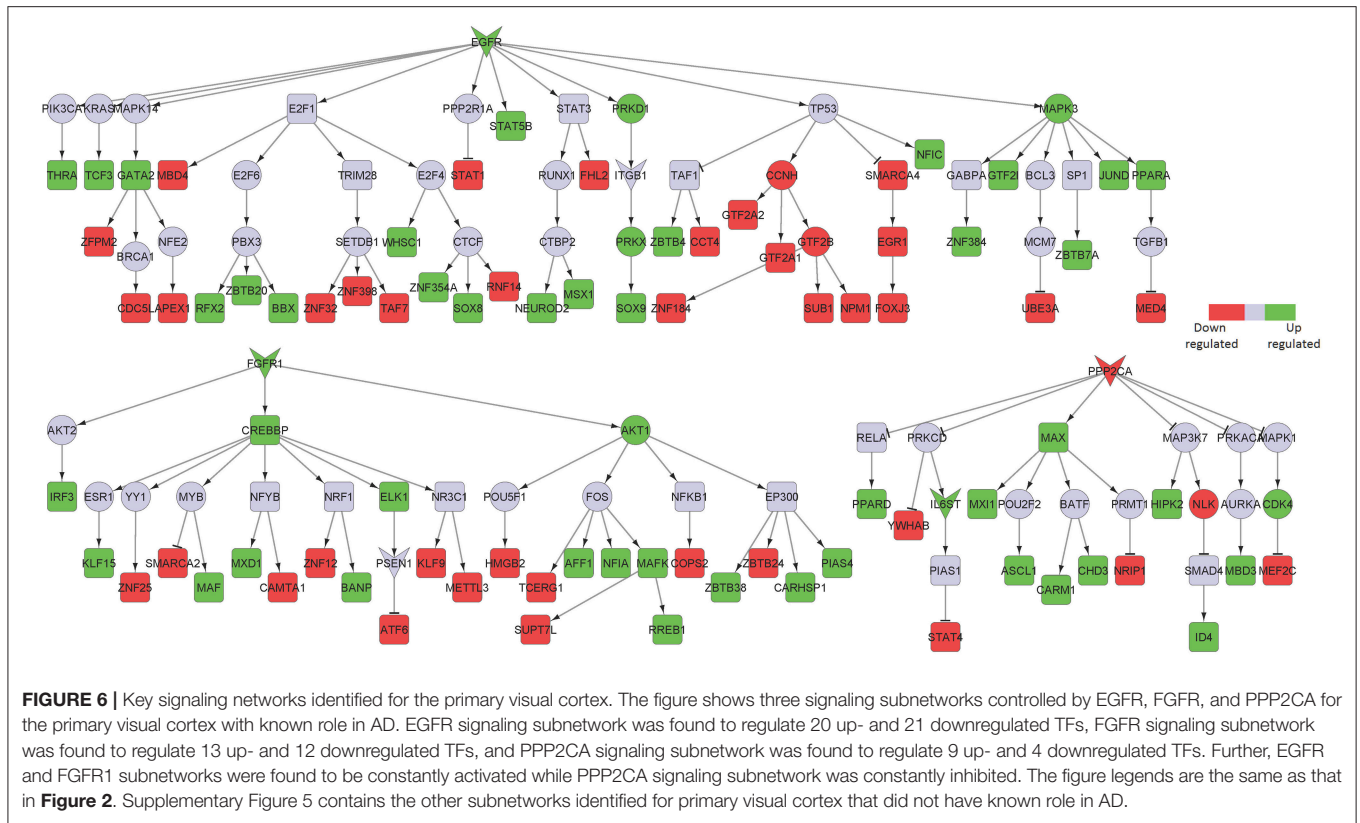 EGFR
PIK3CA KRAS MAPK14 E2F1 PPP2R1A STAT5B STAT3 PRKD1 TP53 MAPK3
THRA TCF3 GATA2 MBD4 E2F6 TRIM28 E2F4 STAT1 RUNX1 FHL2 ITGB1 TAF1 CCNH SMARCA4 NFIC GABPA GTF2I BCL3 SP1 JUND PPARA
ZFPM2 BRCA1 NFE2 PBX3 SETDB1 WHSC1 CTCF CTBP2 PRKX ZBTB4 CCT4 GTF2A2 GTF2A1 GTF2B EGR1 ZNF384 MCM7 ZBTB7A TGFB1
CDC5L APEX1 RFX2 ZBTB20 BBX ZNF32 ZNF398 TAF7 ZNF354A SOX8 RNF14 NEUROD2 MSX1 SOX9 ZNF184 SUB1 NPM1 FOXJ3 UBE3A MED4
Down regulated
Up regulated
FGFR1 PPP2CA
AKT2 CREBBP AKT1 RELA PRKCD MAX MAP3K7 PRKACA MAPK1
IRF3 ESR1 YY1 MYB NFYB NRF1 ELK1 NR3C1 POU5F1 FOS NFKB1 EP300 PPARD YWHAB IL6ST MXI1 POU2F2 BATF PRMT1 HIPK2 NLK AURKA CDK4
KLF15 ZNF25 SMARCA2 MAF MXD1 CAMTA1 ZNF12 BANP PSEN1 KLF9 METTL3 HMGB2 TCERG1 AFF1 NFIA MAFK COPS2 ZBTB38 ZBTB24 CARHSP1 PIAS4 PIAS1 ASCL1 CARM1 CHD3 NRIP1 SMAD4 MBD3 MEF2C
ATF6 SUPT7L RREB1 STAT4 ID4
FIGURE 6 | Key signaling networks identified for the primary visual cortex. The figure shows three signaling subnetworks controlled by EGFR, FGFR, and PPP2CA for
the primary visual cortex with known role in AD. EGFR signaling subnetwork was found to regulate 20 up- and 21 downregulated TFs, FGFR signaling subnetwork
was found to regulate 13 up- and 12 downregulated TFs, and PPP2CA signaling subnetwork was found to regulate 9 up- and 4 downregulated TFs. Further, EGFR
and FGFR1 subnetworks were found to be constantly activated while PPP2CA signaling subnetwork was constantly inhibited. The figure legends are the same as that
in Figure 2. Supplementary Figure 5 contains the other subnetworks identified for primary visual cortex that did not have known role in AD.